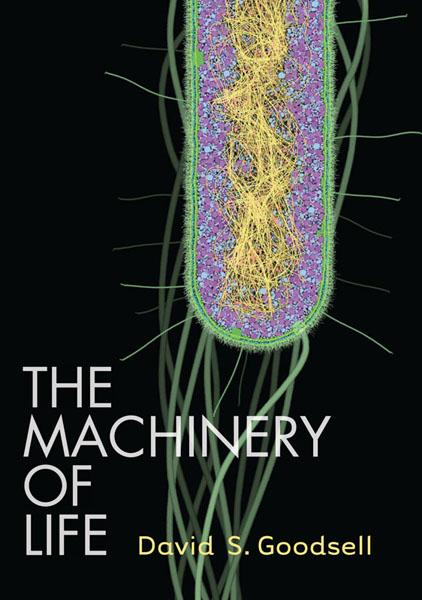 THE
MACHINERY
OF
LIFE
David S. Goodsell